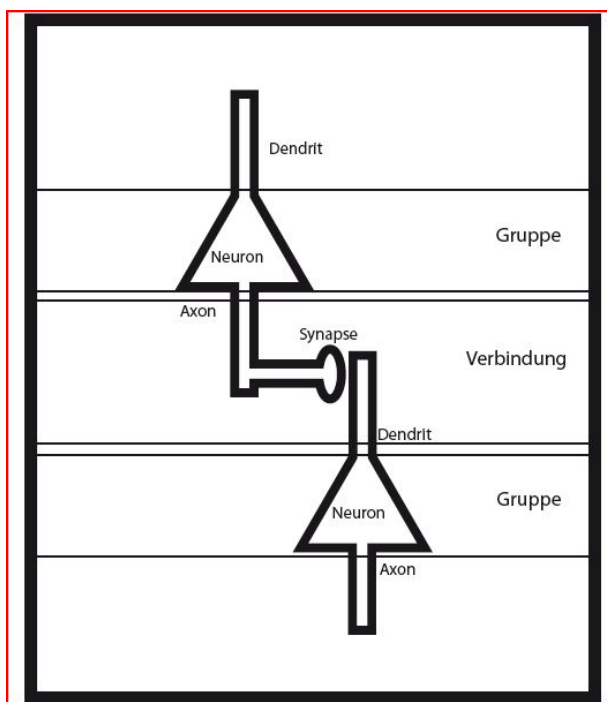 Dendrit
Gruppe
Neuron
Axon
Synapse
Verbindung
Dendrit
Gruppe
Neuron
Axon